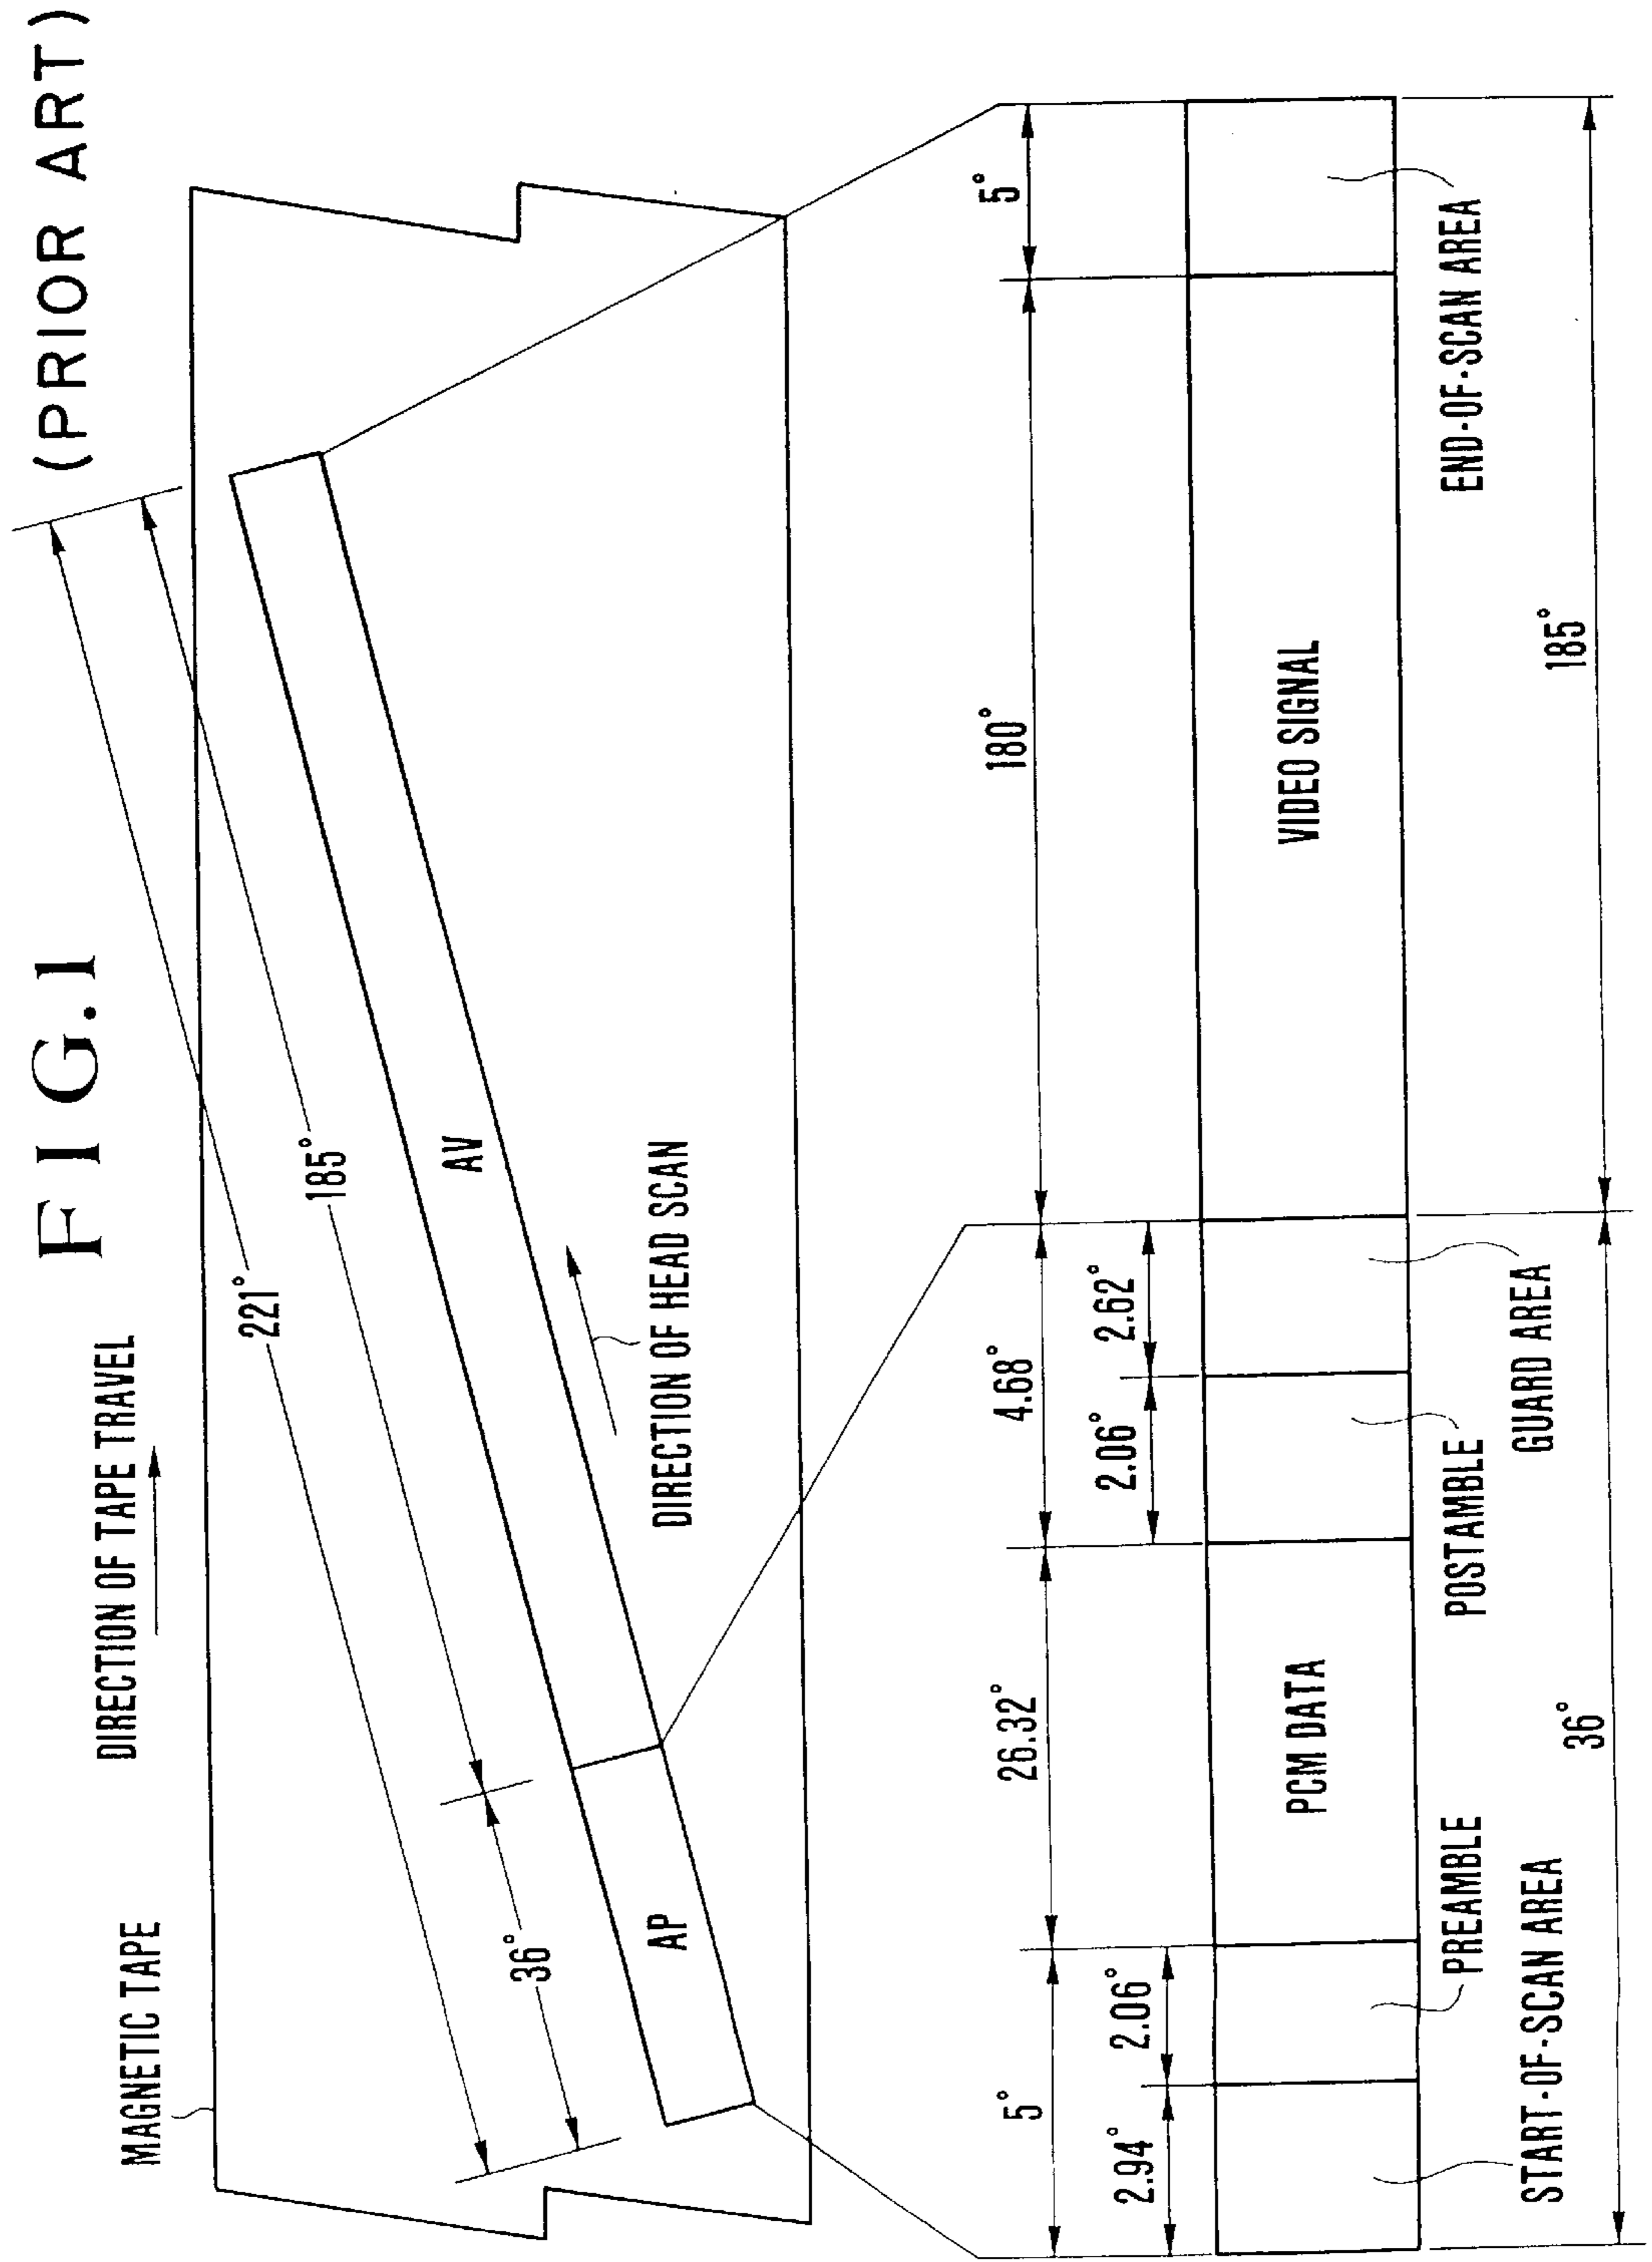 FIG.1 (PRIOR ART)
MAGNETIC TAPE
DIRECTION OF TAPE TRAVEL
221°
185°
36°
AP
AV
DIRECTION OF HEAD SCAN
5°
26.32°
4.68°
180°
5°
2.94°
2.06°
2.06°
2.62°
PCM DATA
VIDEO SIGNAL
PREAMBLE
POSTAMBLE
END-OF-SCAN AREA
START-OF-SCAN AREA
GUARD AREA
36°
185°